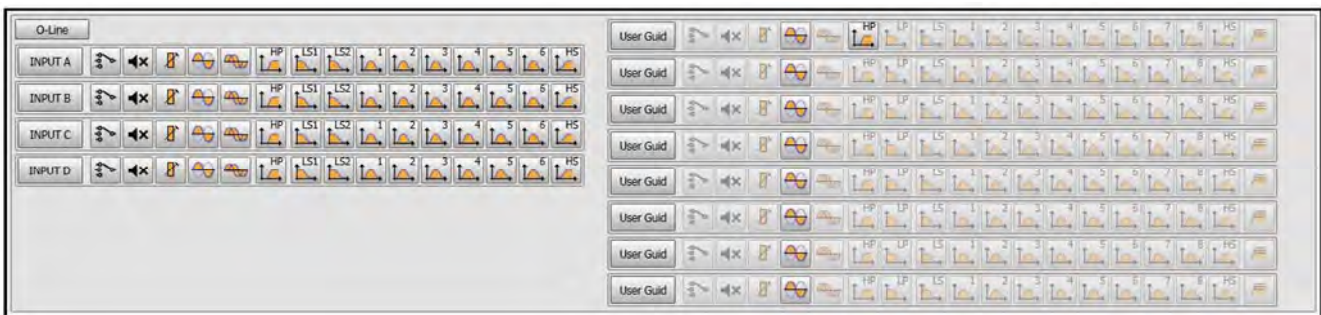 O-Line
INPUT A HP LS1 LS2 1 2 3 4 5 6 HS
INPUT B HP LS1 LS2 1 2 3 4 5 6 HS
INPUT C HP LS1 LS2 1 2 3 4 5 6 HS
INPUT D HP LS1 LS2 1 2 3 4 5 6 HS
User Guid HP LP LS 1 2 3 4 5 6 7 8 HS
User Guid HP LP LS 1 2 3 4 5 6 7 8 HS
User Guid HP LP LS 1 2 3 4 5 6 7 8 HS
User Guid HP LP LS 1 2 3 4 5 6 7 8 HS
User Guid HP LP LS 1 2 3 4 5 6 7 8 HS
User Guid HP LP LS 1 2 3 4 5 6 7 8 HS
User Guid HP LP LS 1 2 3 4 5 6 7 8 HS
User Guid HP LP LS 1 2 3 4 5 6 7 8 HS